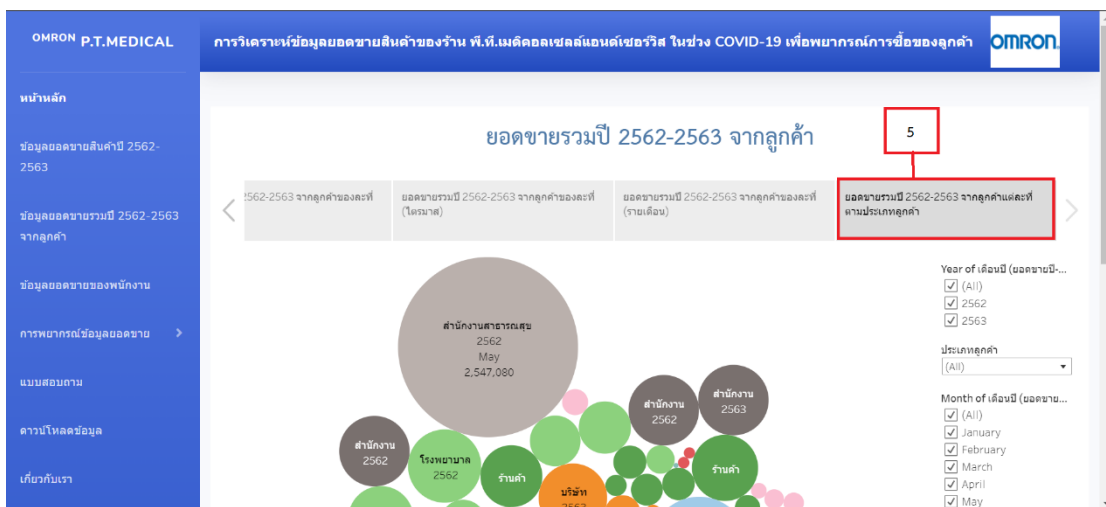 OMRON P.T.MEDICAL
การวิเคราะห์ข้อมูลยอดขายสินค้าของร้าน พี.ที.เมดิคอลเซลล์แอนด์เซอร์วิส ในช่วง COVID-19 เพื่อพยากรณ์การซื้อของลูกค้า
OMRON
หน้าหลัก
ข้อมูลยอดขายสินค้าปี 2562-
2563
ข้อมูลยอดขายรวมปี 2562-2563
จากลูกค้า
ข้อมูลยอดขายของพนักงาน
การพยากรณ์ข้อมูลยอดขาย
แบบสอบถาม
ดาวน์โหลดข้อมูล
เกี่ยวกับเรา
ยอดขายรวมปี 2562-2563 จากลูกค้า
5
2562-2563 จากลูกค้าของละที่
ยอดขายรวมปี 2562-2563 จากลูกค้าของละที่
(ไตรมาส)
ยอดขายรวมปี 2562-2563 จากลูกค้าของละที่
(รายเดือน)
ยอดขายรวมปี 2562-2563 จากลูกค้าแต่ละที่
ตามประเภทลูกค้า
สำนักงานสาธารณสุข
2562
May
2,547,080
สำนักงาน
2562
สำนักงาน
2563
สำนักงาน
2562
โรงพยาบาล
2562
ร้านค้า
ร้านค้า
บริษัท
2563
Year of เดือนปี (ยอดขายปี-...
(All)
2562
2563
ประเภทลูกค้า
(All)
Month of เดือนปี (ยอดขาย...
(All)
January
February
March
April
May